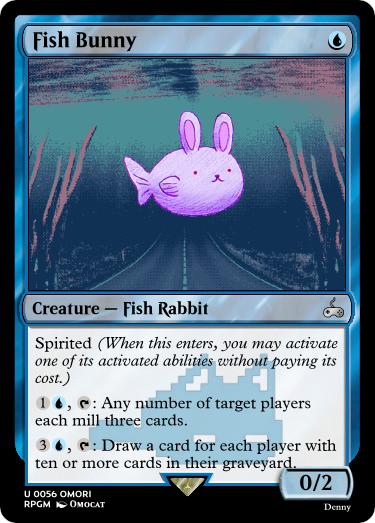 Fish Bunny
Creature — Fish Rabbit
Spirited (When this enters, you may activate
one of its activated abilities without paying its
cost.)
1 , : Any number of target players
each mill three cards.
3 , : Draw a card for each player with
ten or more cards in their graveyard.
0/2
U 0056 OMORI
RPGM OMOCAT
Denny